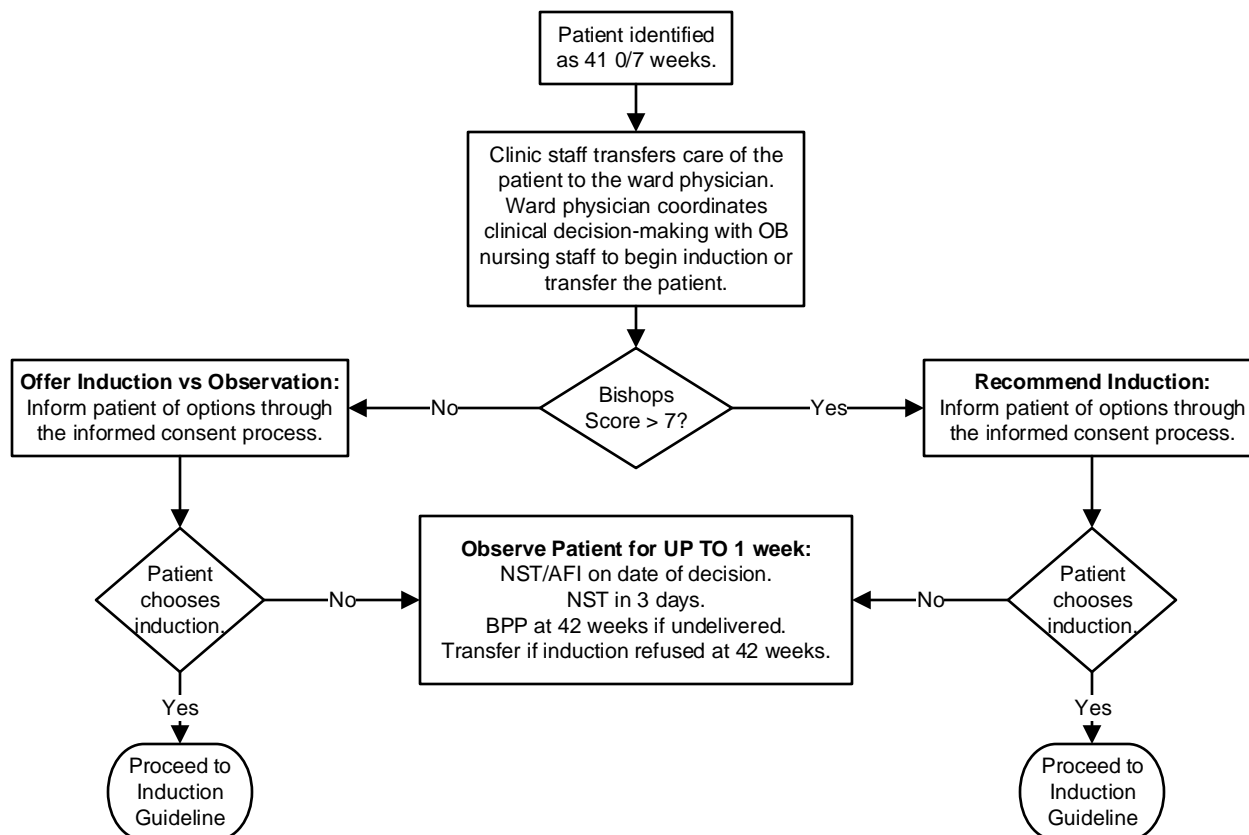 Patient identified
as 41 0/7 weeks.
Clinic staff transfers care of the
patient to the ward physician.
Ward physician coordinates
clinical decision-making with OB
nursing staff to begin induction or
transfer the patient.
Bishops
Score > 7?
No
Yes
Offer Induction vs Observation:
Inform patient of options through
the informed consent process.
Recommend Induction:
Inform patient of options through
the informed consent process.
Patient
chooses
induction.
No
Observe Patient for UP TO 1 week:
NST/AFI on date of decision.
NST in 3 days.
BPP at 42 weeks if undelivered.
Transfer if induction refused at 42 weeks.
No
Patient
chooses
induction.
Yes
Yes
Proceed to
Induction
Guideline
Proceed to
Induction
Guideline